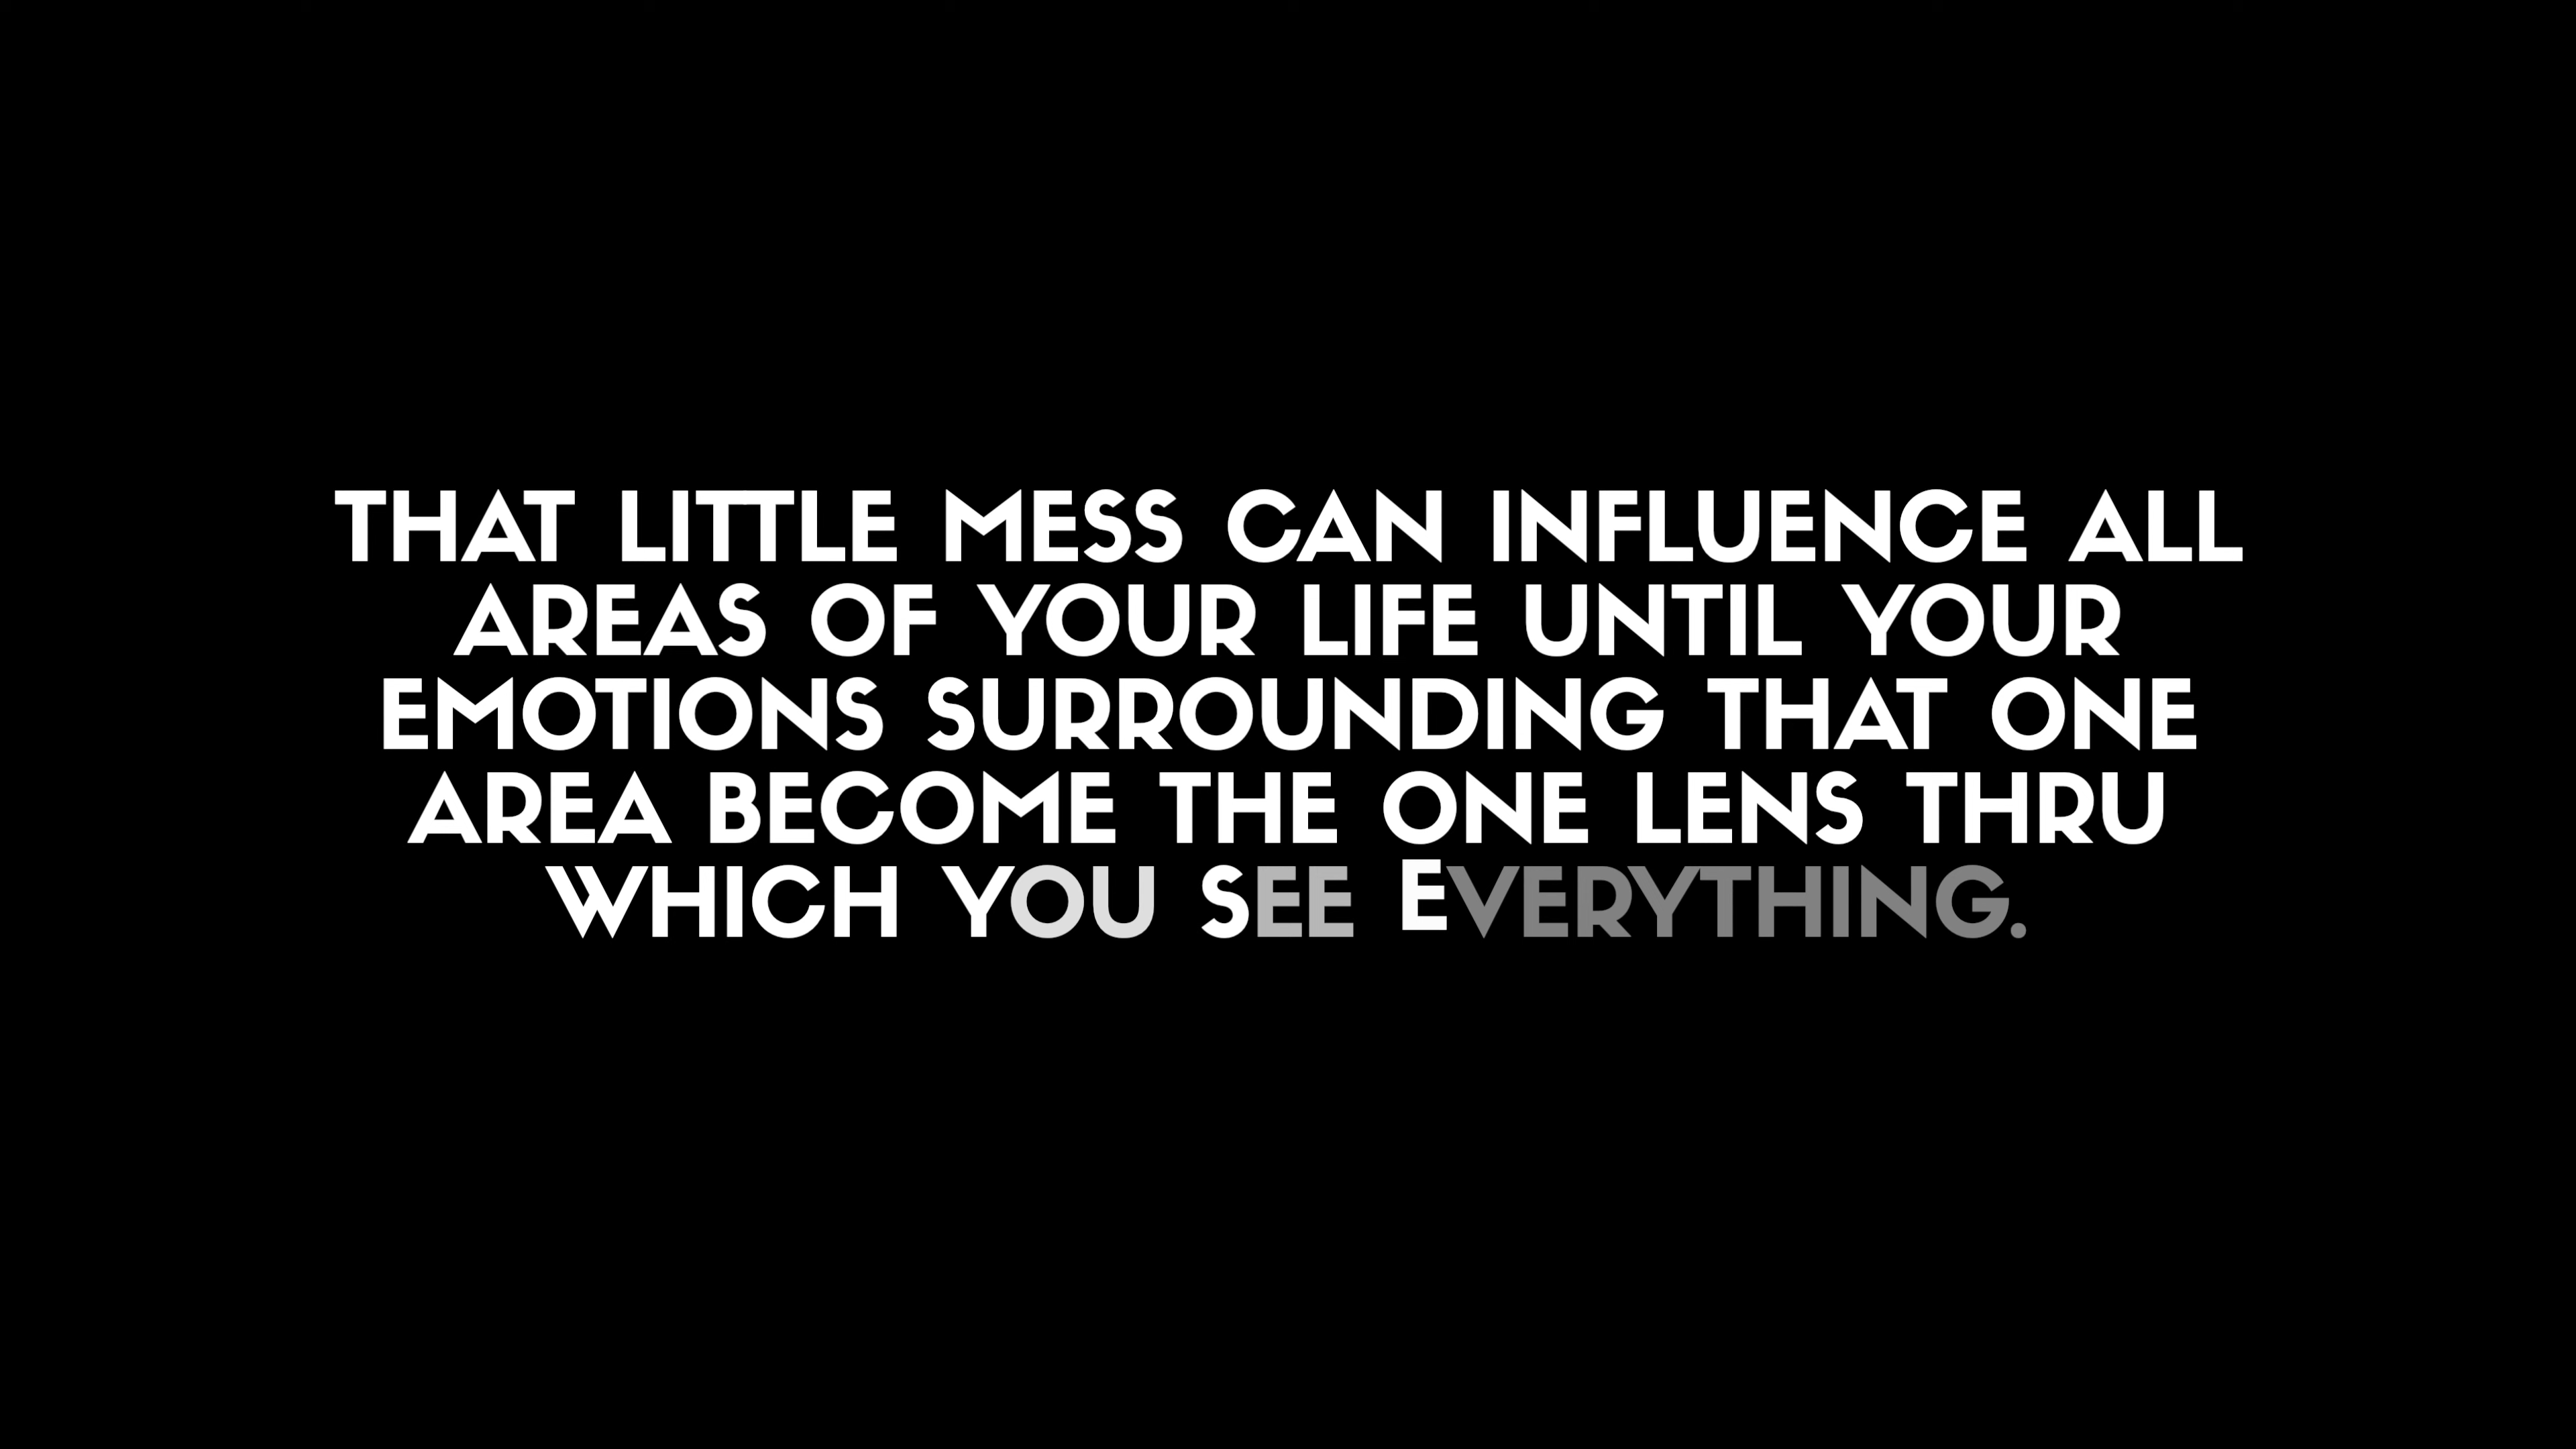 THAT LITTLE MESS CAN INFLUENCE ALL
AREAS OF YOUR LIFE UNTIL YOUR
EMOTIONS SURROUNDING THAT ONE
AREA BECOME THE ONE LENS THRU
WHICH YOU SEE EVERYTHING.